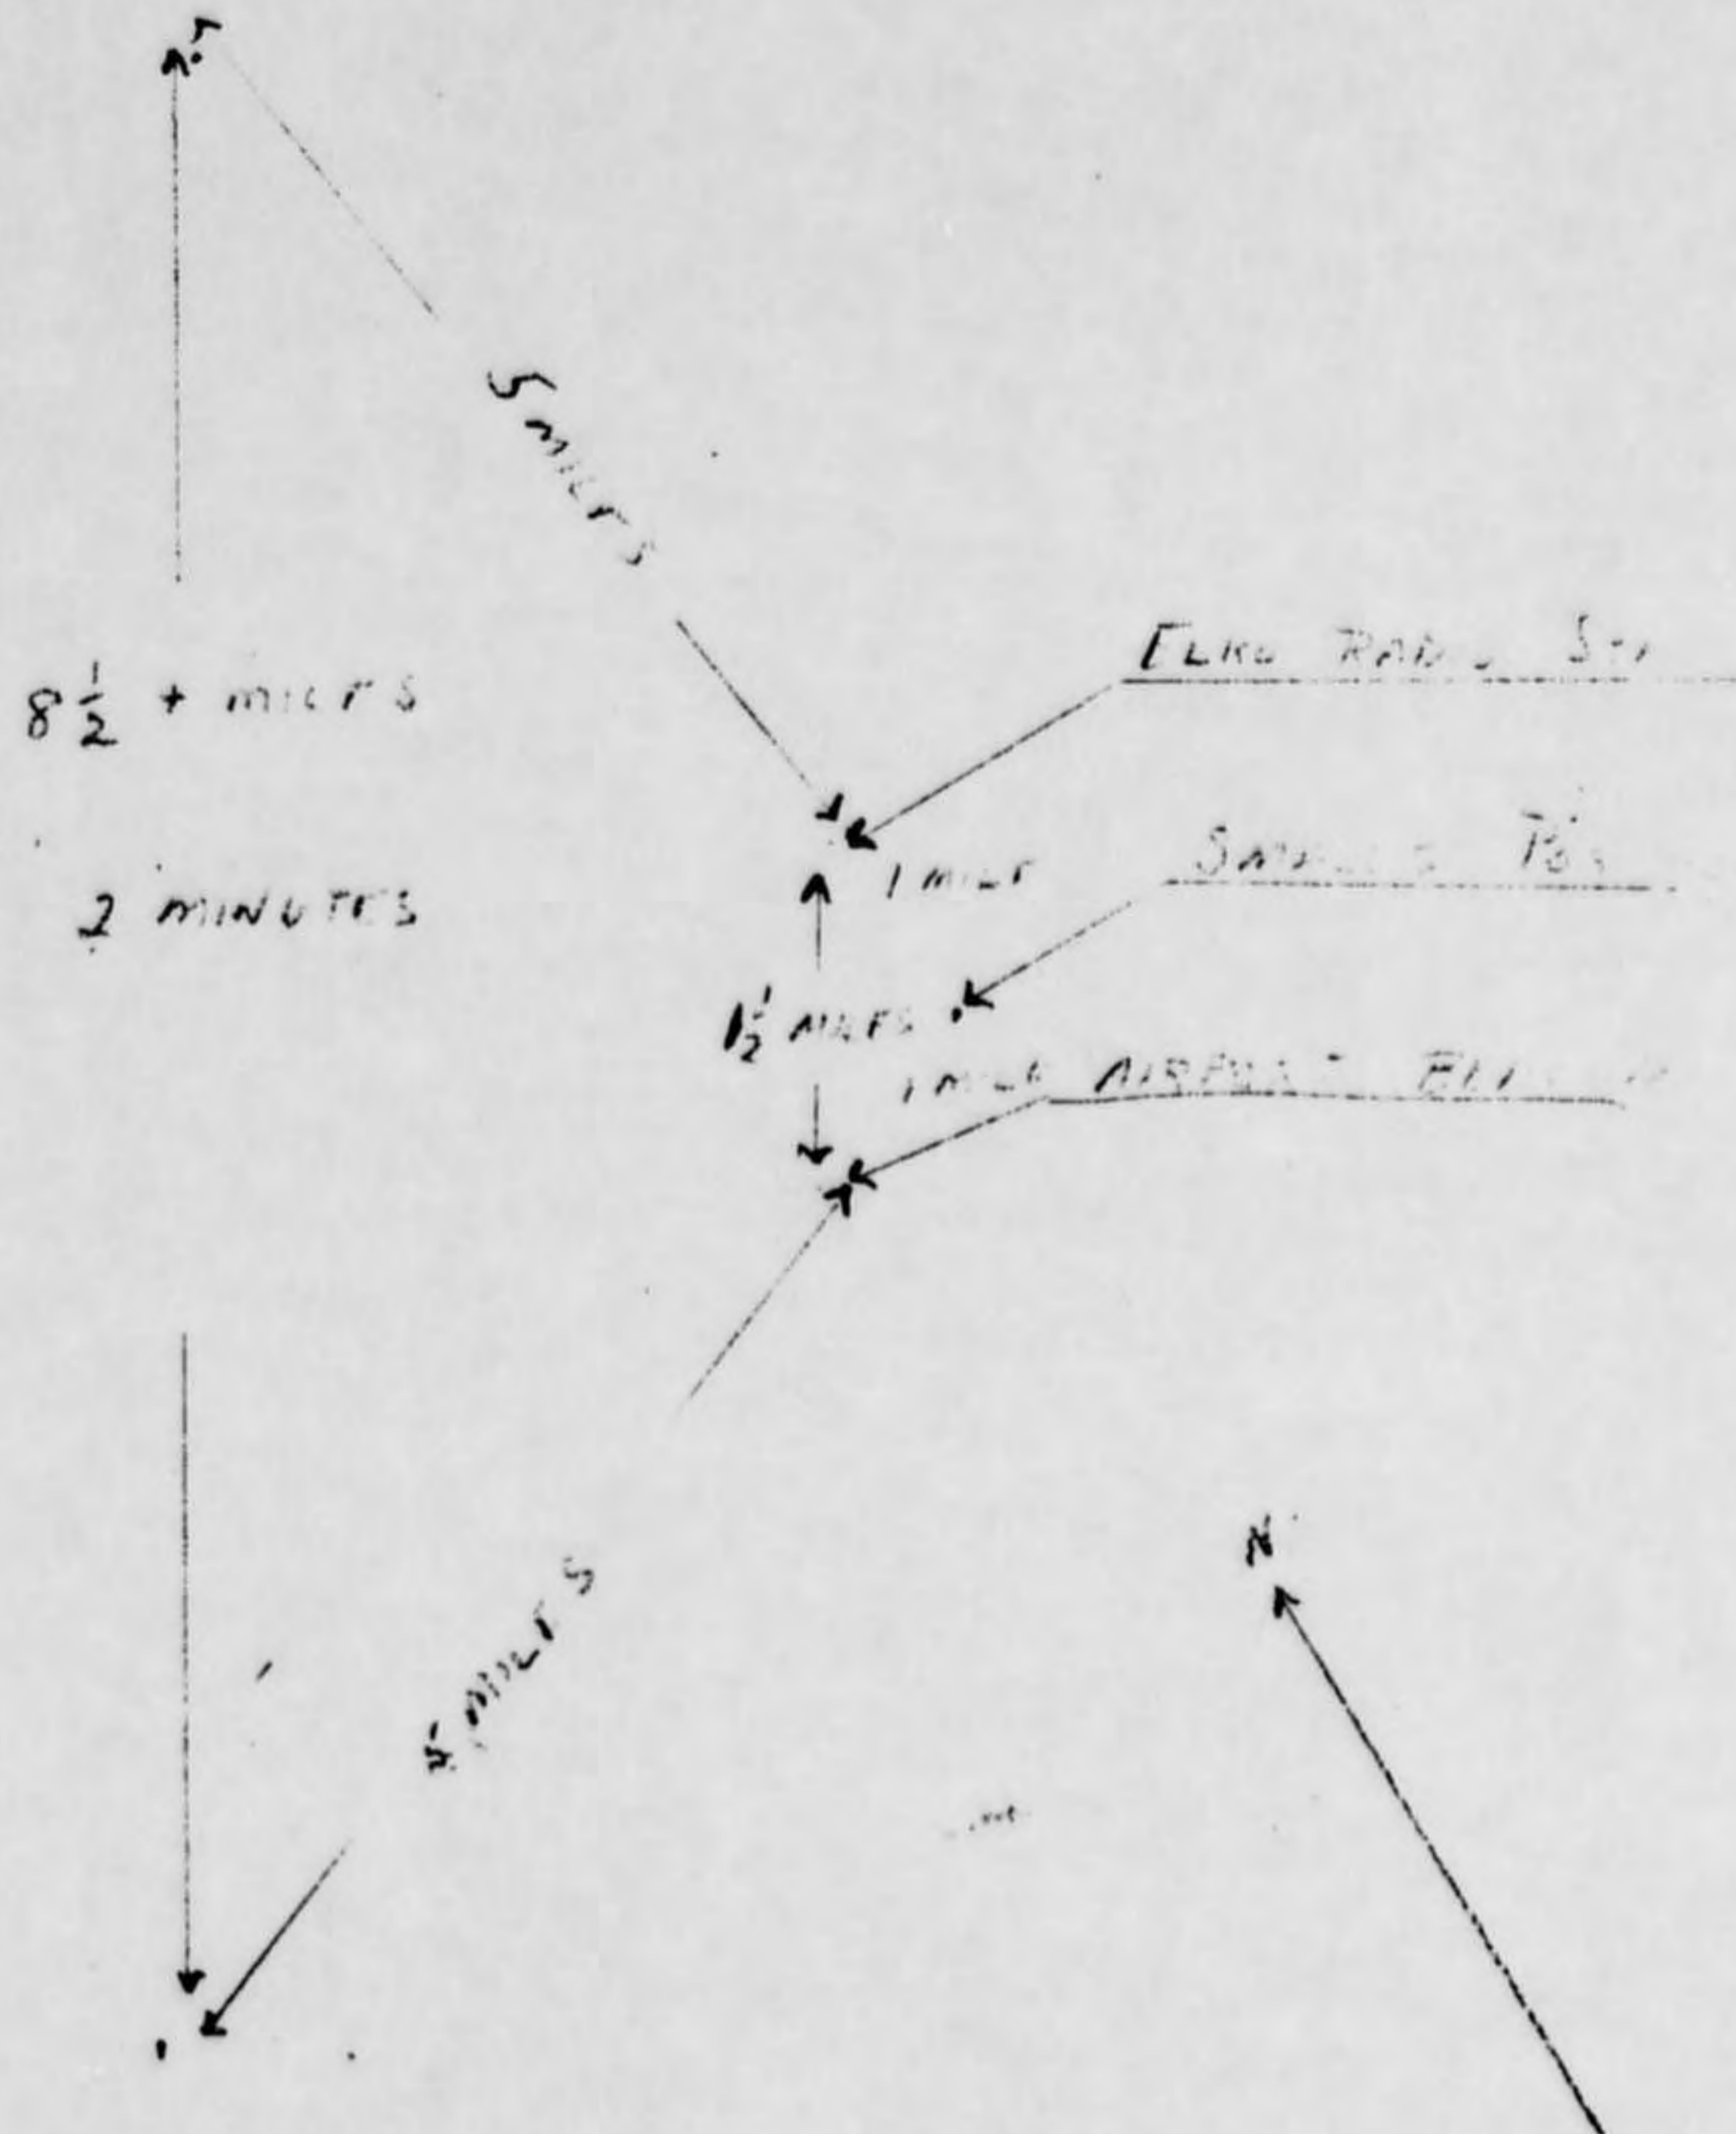 5 MILES
ELKO RADIO
8 1/2 + MILES
1 MILE
2 MINUTES
1 1/2 MILES
1 MILE AIRPORT
5 MILES
N